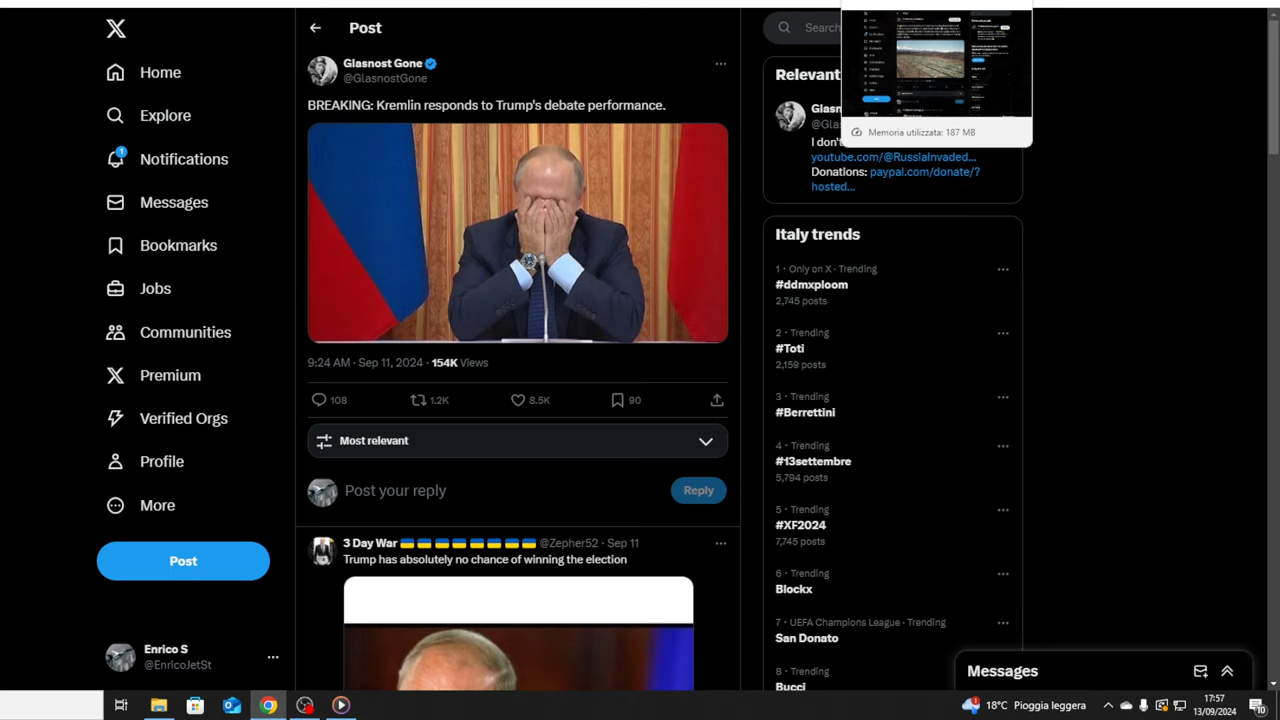 Home
Explore
1
Notifications
Messages
Bookmarks
Jobs
Communities
Premium
Verified Orgs
Profile
More
Post
Enrico S
@EnricoJetSt
Post
Glasnost Gone
@GlasnostGone
BREAKING: Kremlin responds to Trump's debate performance.
9:24 AM · Sep 11, 2024 · 154K Views
108 1.2K 8.5K 90
Most relevant
Post your reply
Reply
3 Day War 🇺🇦🇺🇦🇺🇦🇺🇦🇺🇦🇺🇦🇺🇦🇺🇦 @Zepher52 · Sep 11
Trump has absolutely no chance of winning the election
Search
Memoria utilizzata: 187 MB
youtube.com/@RussiaInvaded...
Donations: paypal.com/donate/?
hosted...
Italy trends
1 · Only on X · Trending
#ddmxploom
2,745 posts
2 · Trending
#Toti
2,159 posts
3 · Trending
#Berrettini
4 · Trending
#13settembre
5,794 posts
5 · Trending
#XF2024
7,745 posts
6 · Trending
Blockx
7 · UEFA Champions League · Trending
San Donato
8 · Trending
Bucci
Messages
1
18°C Pioggia leggera
17:57
13/09/2024
10